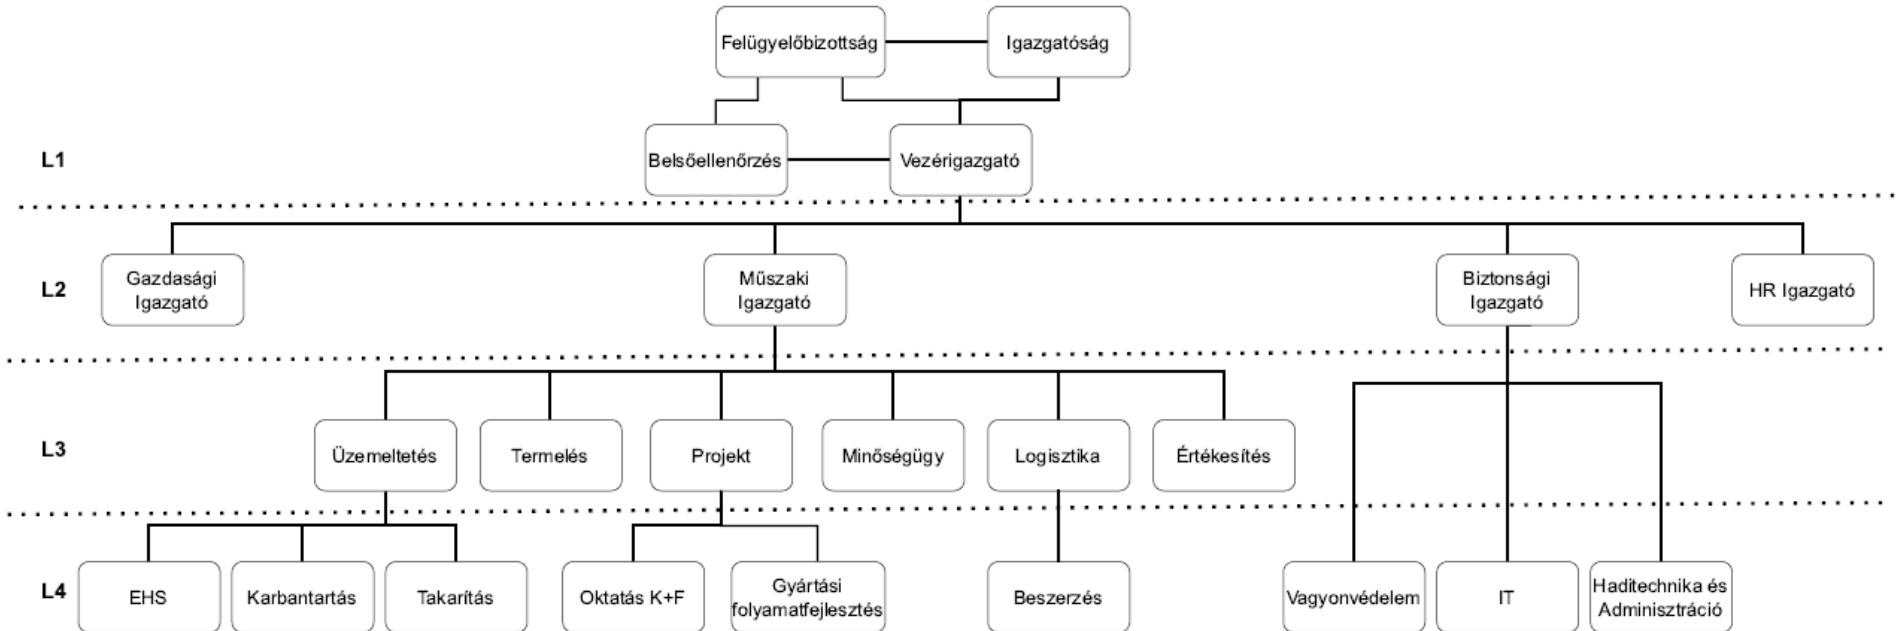 Felügyelőbizottság
Igazgatóság
L1
Belsőellenőrzés
Vezérigazgató
L2
Gazdasági
Igazgató
Műszaki
Igazgató
Biztonsági
Igazgató
HR Igazgató
L3
Üzemeltetés
Termelés
Projekt
Minőségügy
Logisztika
Értékesítés
L4
EHS
Karbantartás
Takarítás
Oktatás K+F
Gyártási
folyamatfejlesztés
Beszerzés
Vagyonvédelem
IT
Haditechnika és
Adminisztráció